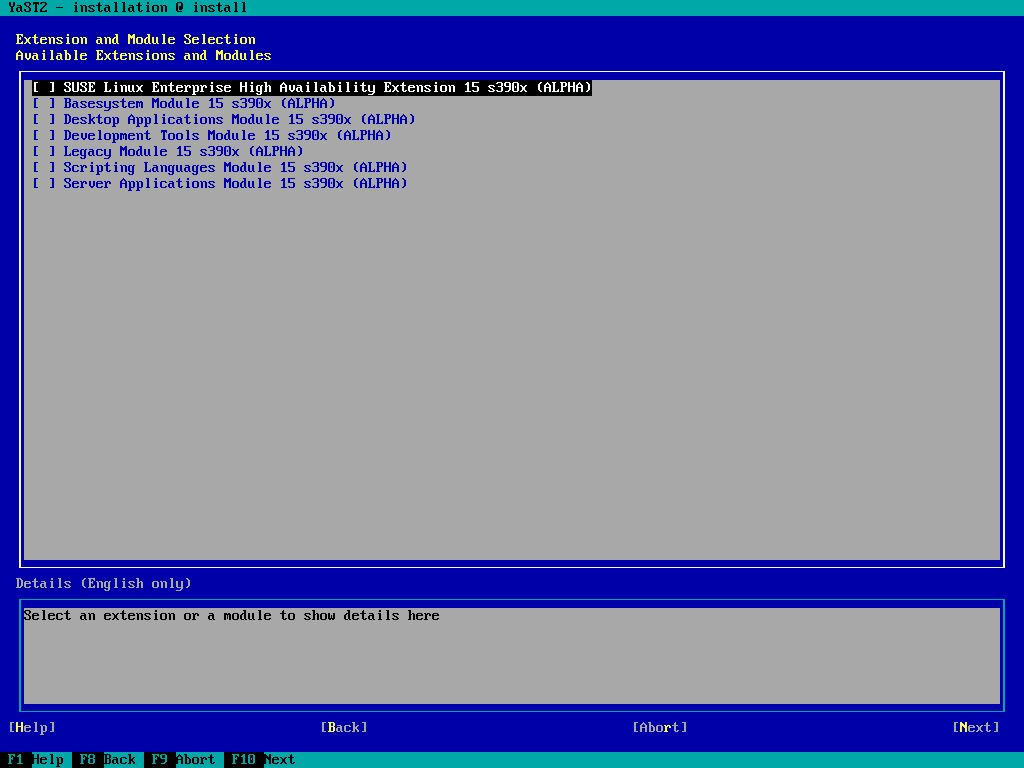 YaST2 - installation @ install
Extension and Module Selection
Available Extensions and Modules
[ ] SUSE Linux Enterprise High Availability Extension 15 s390x (ALPHA)
[ ] Basesystem Module 15 s390x (ALPHA)
[ ] Desktop Applications Module 15 s390x (ALPHA)
[ ] Development Tools Module 15 s390x (ALPHA)
[ ] Legacy Module 15 s390x (ALPHA)
[ ] Scripting Languages Module 15 s390x (ALPHA)
[ ] Server Applications Module 15 s390x (ALPHA)
Details (English only)
Select an extension or a module to show details here
[Help] [Back] [Abort] [Next]
F1 Help F8 Back F9 Abort F10 Next